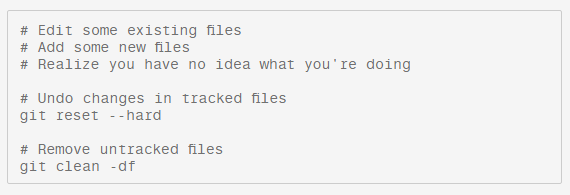 # Edit some existing files
# Add some new files
# Realize you have no idea what you're doing
# Undo changes in tracked files
git reset --hard
# Remove untracked files
git clean -df